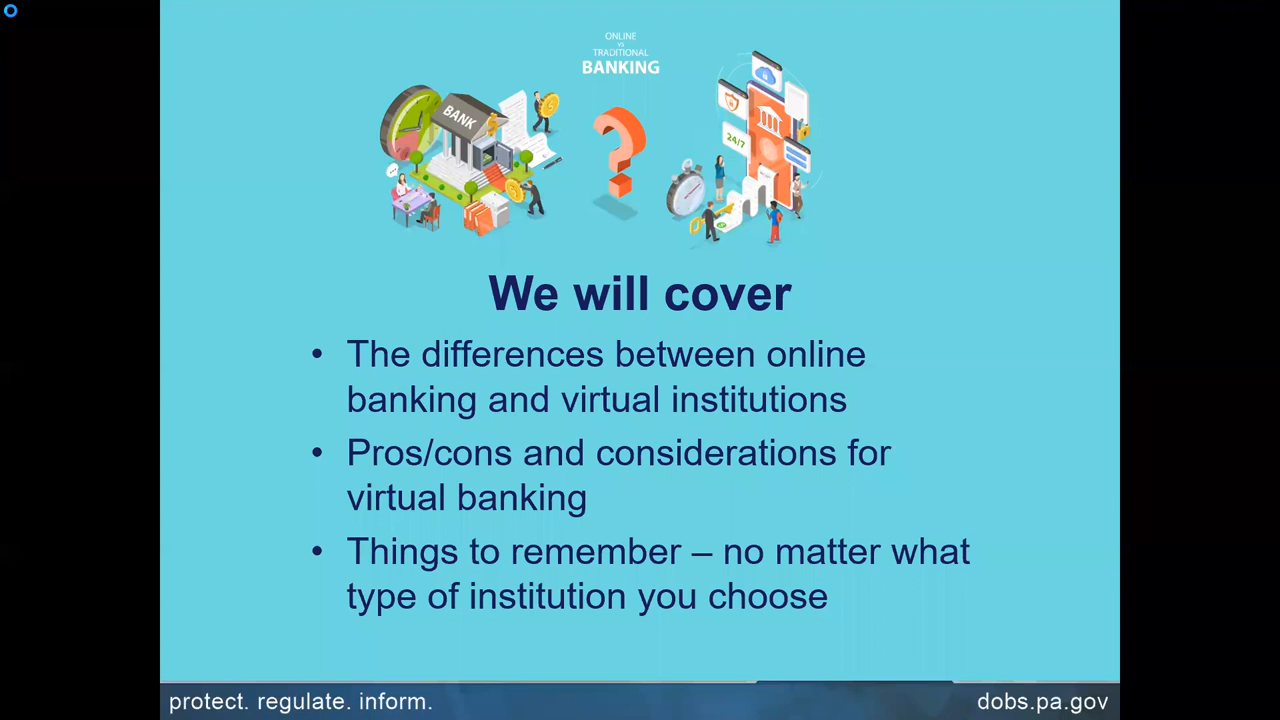 ONLINE
vs
TRADITIONAL
BANKING
BANK
24/7
We will cover
• The differences between online
banking and virtual institutions
• Pros/cons and considerations for
virtual banking
• Things to remember – no matter what
type of institution you choose
protect. regulate. inform.
dobs.pa.gov